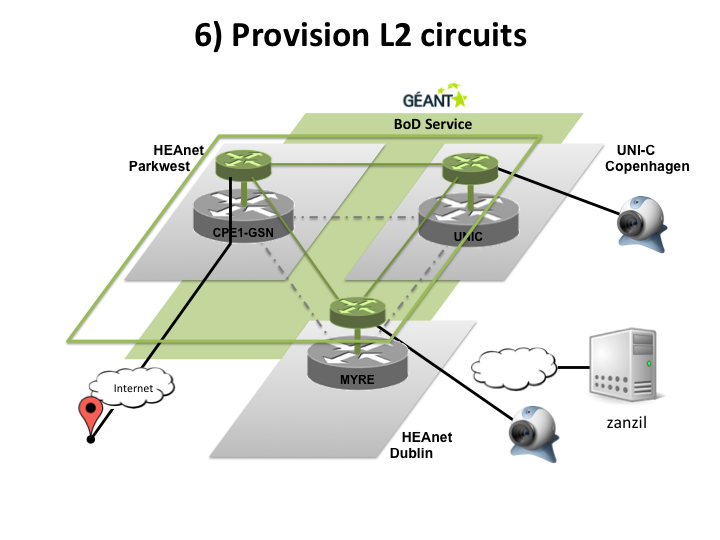 6) Provision L2 circuits
GÉANT
BoD Service
HEAnet
Parkwest
UNI-C
Copenhagen
CPE1-GSN
UNIC
Internet
MYRE
zanzil
HEAnet
Dublin